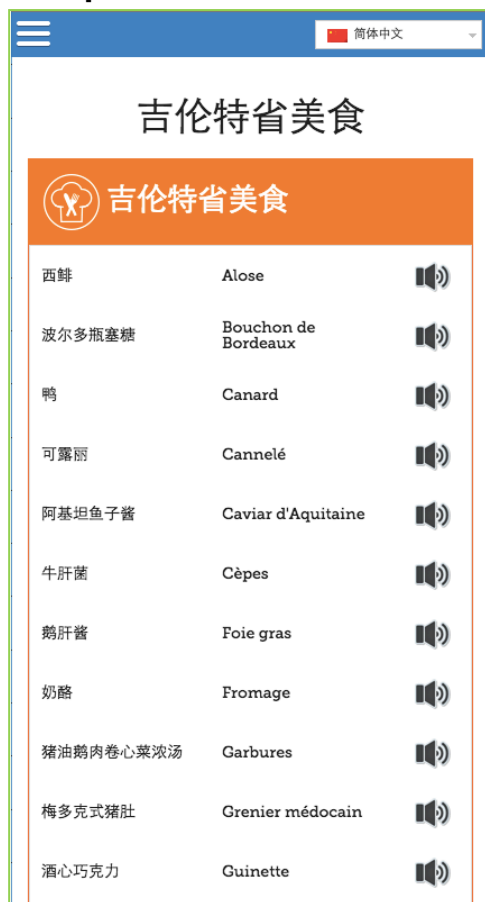 简体中文
吉伦特省美食
吉伦特省美食
西鲱 Alose
波尔多瓶塞糖 Bouchon de
Bordeaux
鸭 Canard
可露丽 Cannelé
阿基坦鱼子酱 Caviar d'Aquitaine
牛肝菌 Cèpes
鹅肝酱 Foie gras
奶酪 Fromage
猪油鹅肉卷心菜浓汤 Garbures
梅多克式猪肚 Grenier médocain
酒心巧克力 Guinette